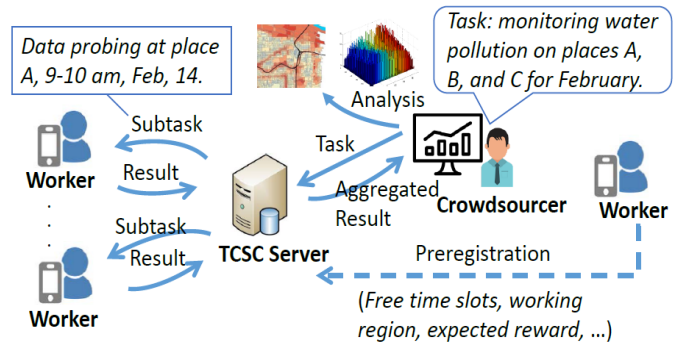 Data probing at place
A, 9-10 am, Feb, 14.
Task: monitoring water
pollution on places A,
B, and C for February.
Analysis
Subtask
Task
Worker
Result
Aggregated
Result
Crowdsourcer
Worker
.
.
.
Subtask
Result
TCSC Server
Preregistration
Worker
(Free time slots, working
region, expected reward, ...)